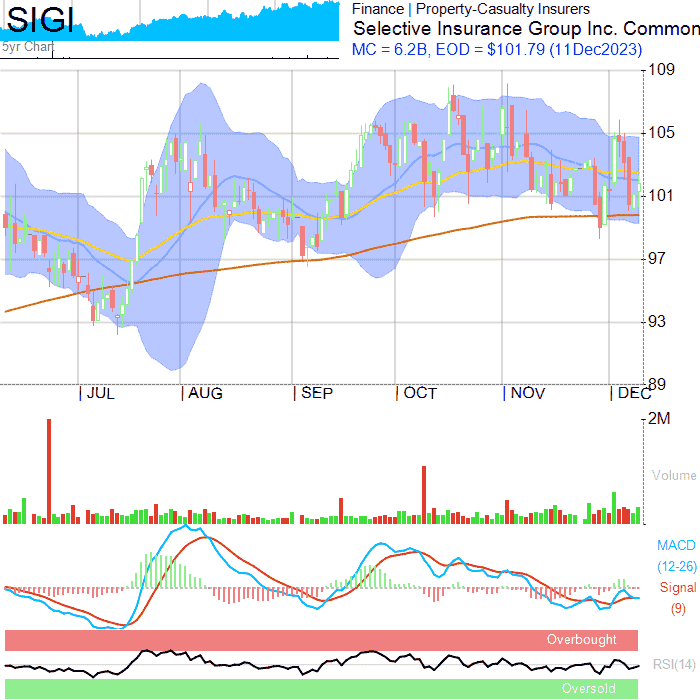 SIGI
5yr Chart
Finance | Property-Casualty Insurers
Selective Insurance Group Inc. Common
MC = 6.2B, EOD = $101.79 (11Dec2023)
109
105
101
97
93
89
| JUL | AUG | SEP | OCT | NOV | DEC
2M
Volume
MACD
(12-26)
Signal
(9)
Overbought
RSI(14)
Oversold